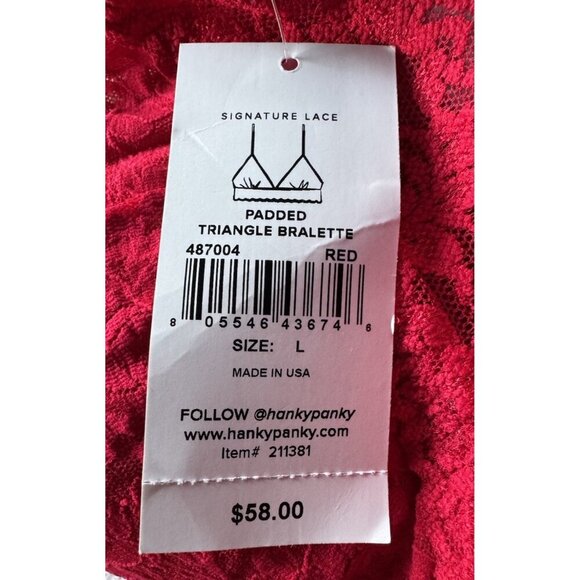 SIGNATURE LACE
PADDED
TRIANGLE BRALETTE
487004 RED
8 05546 43674 6
SIZE: L
MADE IN USA
FOLLOW @hankypanky
www.hankypanky.com
Item# 211381
$58.00